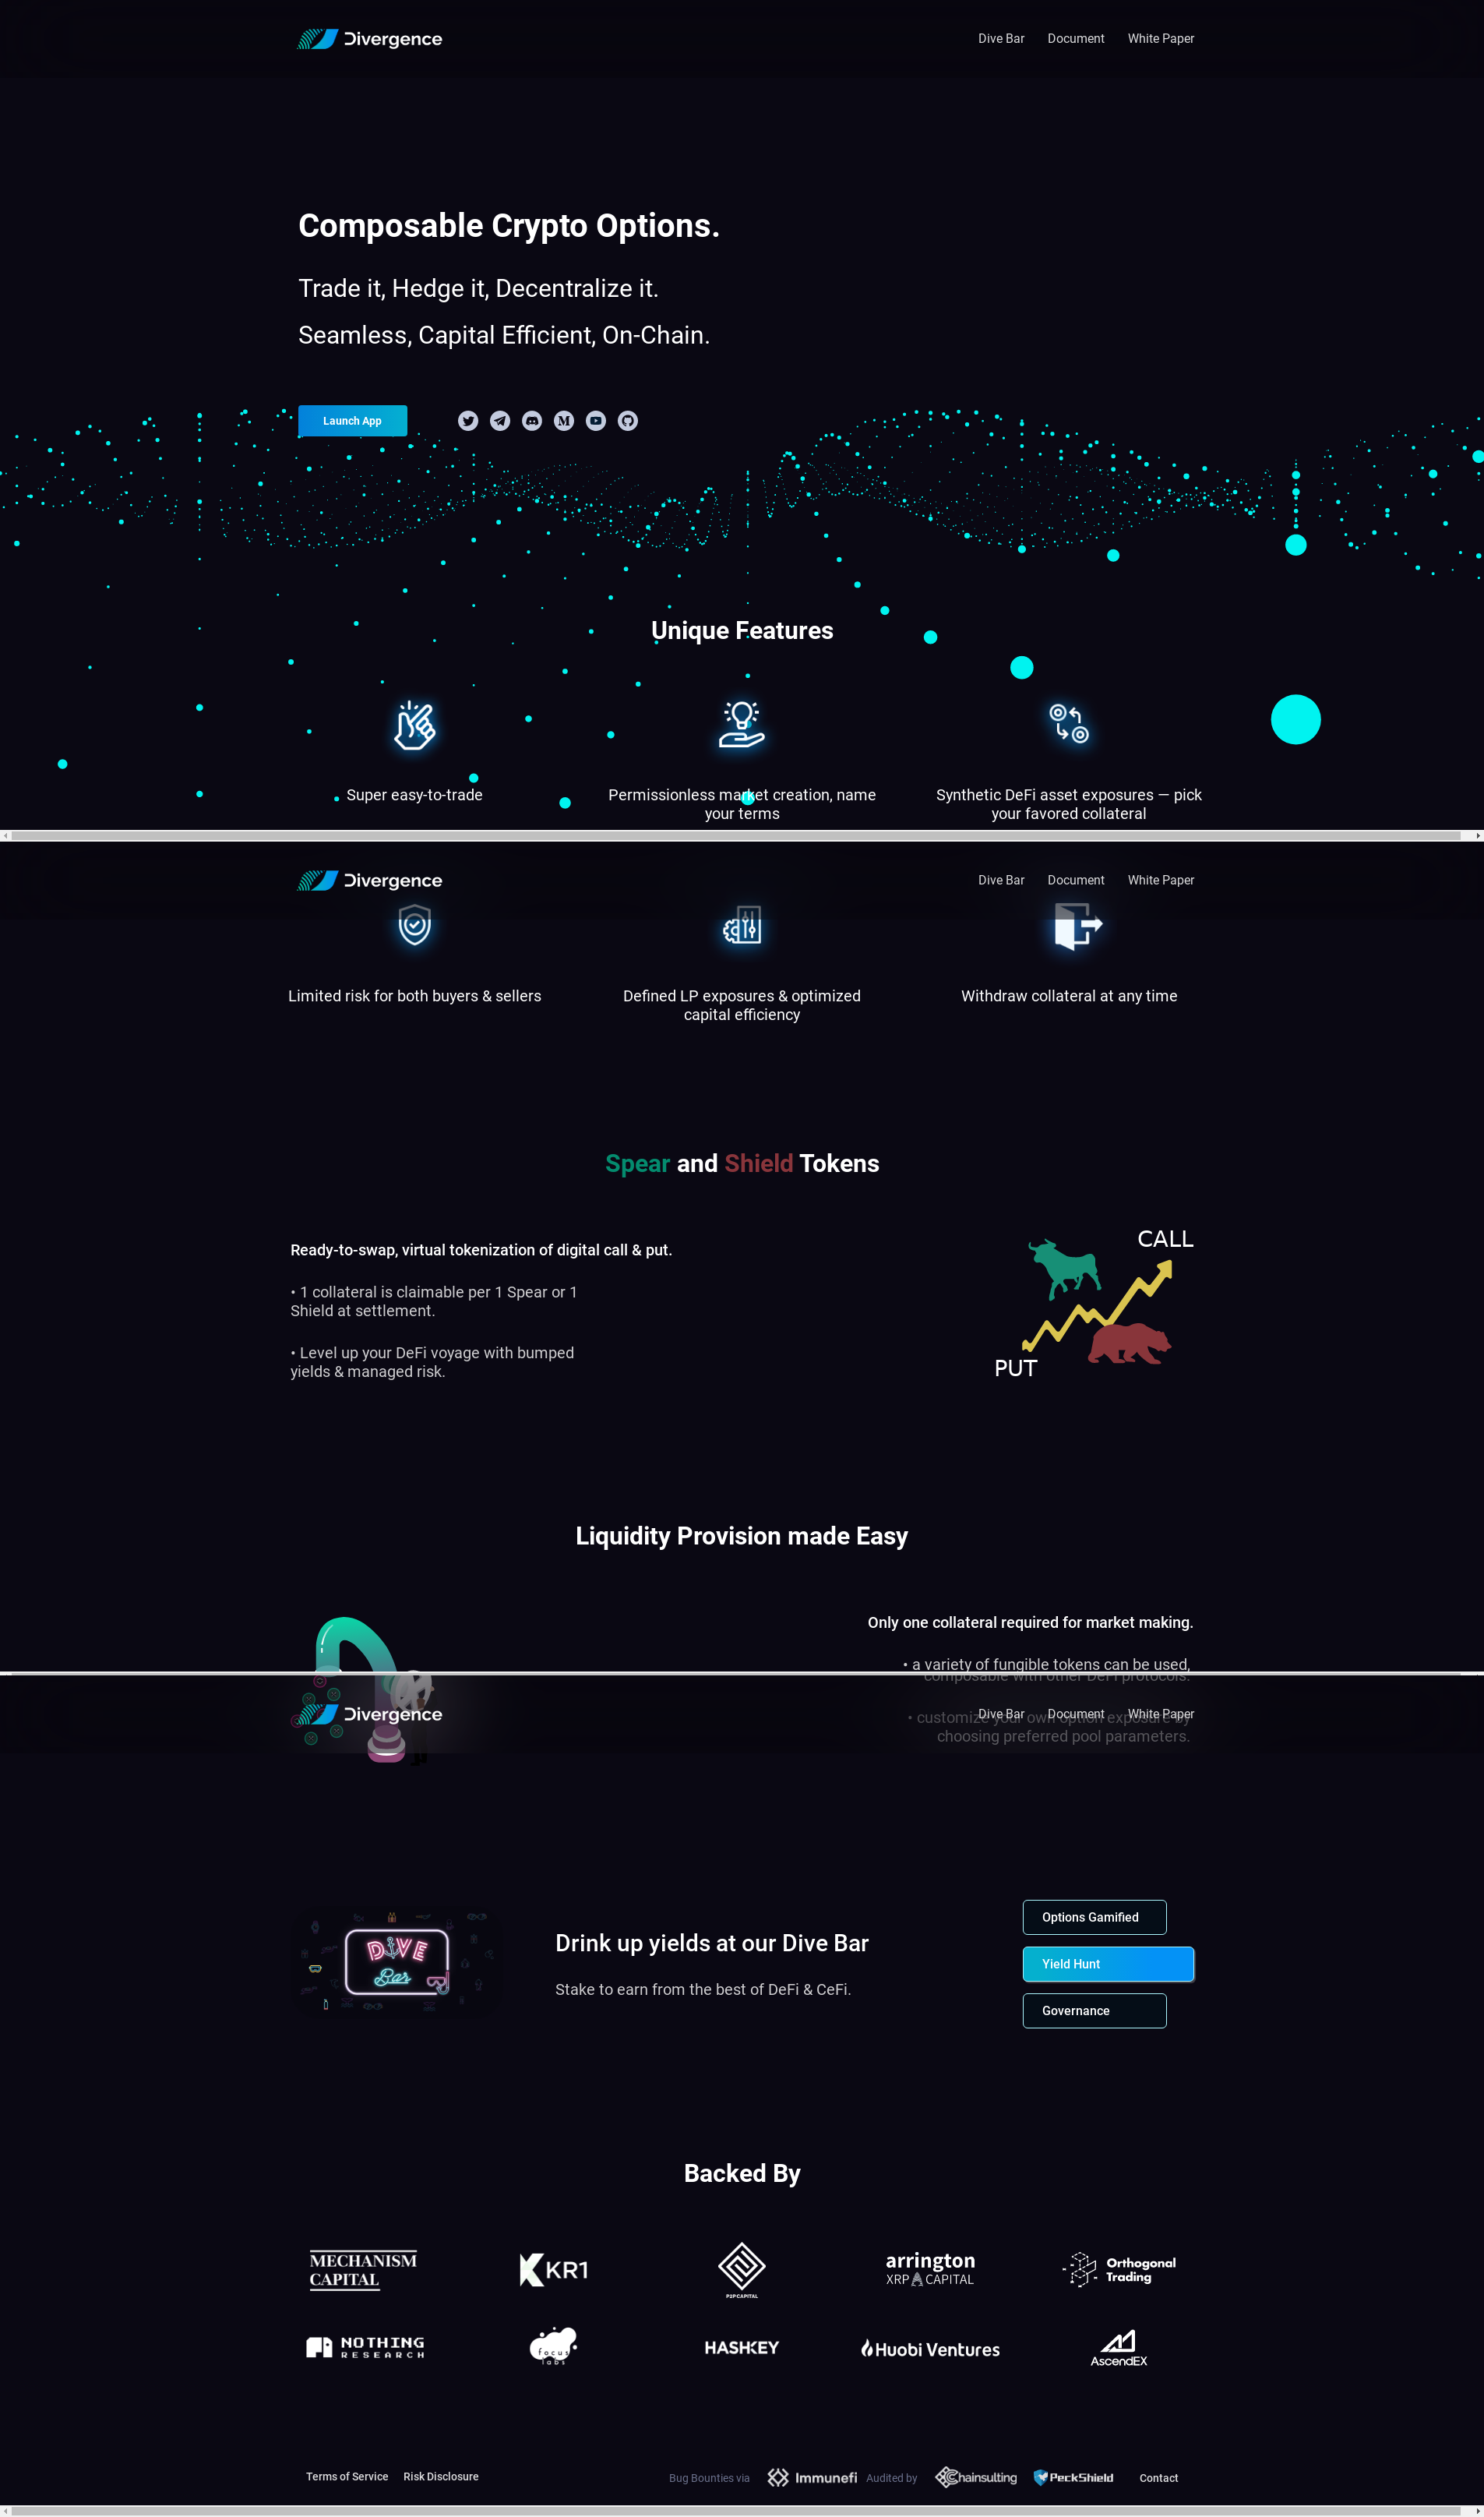 Divergence
Dive Bar Document White Paper
Composable Crypto Options.
Trade it, Hedge it, Decentralize it.
Seamless, Capital Efficient, On-Chain.
Launch App
Unique Features
Super easy-to-trade
Permissionless market creation, name
your terms
Synthetic DeFi asset exposures — pick
your favored collateral
Divergence
Dive Bar Document White Paper
Limited risk for both buyers & sellers
Defined LP exposures & optimized
capital efficiency
Withdraw collateral at any time
Spear and Shield Tokens
Ready-to-swap, virtual tokenization of digital call & put.
• 1 collateral is claimable per 1 Spear or 1
Shield at settlement.
• Level up your DeFi voyage with bumped
yields & managed risk.
CALL
PUT
Liquidity Provision made Easy
Only one collateral required for market making.
• a variety of fungible tokens can be used,
composable with other DeFi protocols.
Divergence
Dive Bar Document White Paper
• customize your own option exposure by
choosing preferred pool parameters.
DIVE
Bar
Drink up yields at our Dive Bar
Stake to earn from the best of DeFi & CeFi.
Options Gamified
Yield Hunt
Governance
Backed By
MECHANISM
CAPITAL
KR1
P2P CAPITAL
arrington
XRP CAPITAL
Orthogonal
Trading
NOTHING
RESEARCH
focus
labs
HASHKEY
Huobi Ventures
AscendEX
Terms of Service Risk Disclosure
Bug Bounties via Immunefi Audited by Chainsulting PeckShield Contact